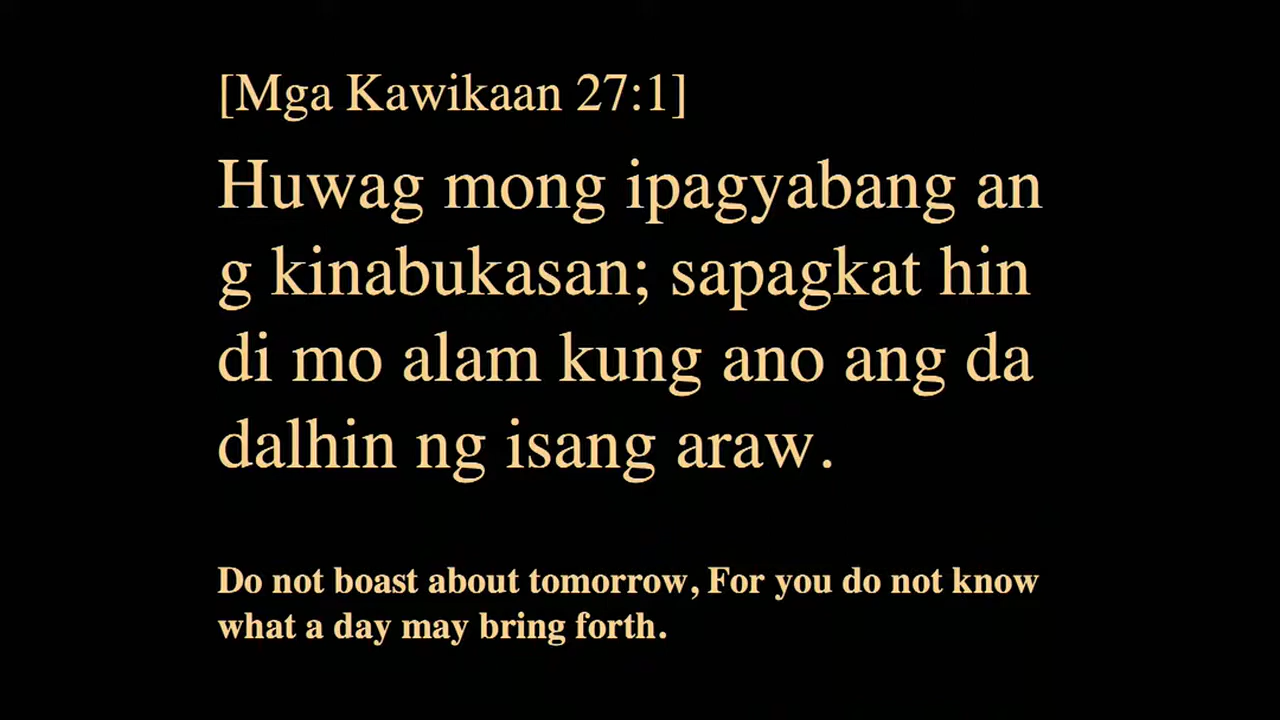 [Mga Kawikaan 27:1]
Huwag mong ipagyabang an
g kinabukasan; sapagkat hin
di mo alam kung ano ang da
dalhin ng isang araw.
Do not boast about tomorrow, For you do not know
what a day may bring forth.